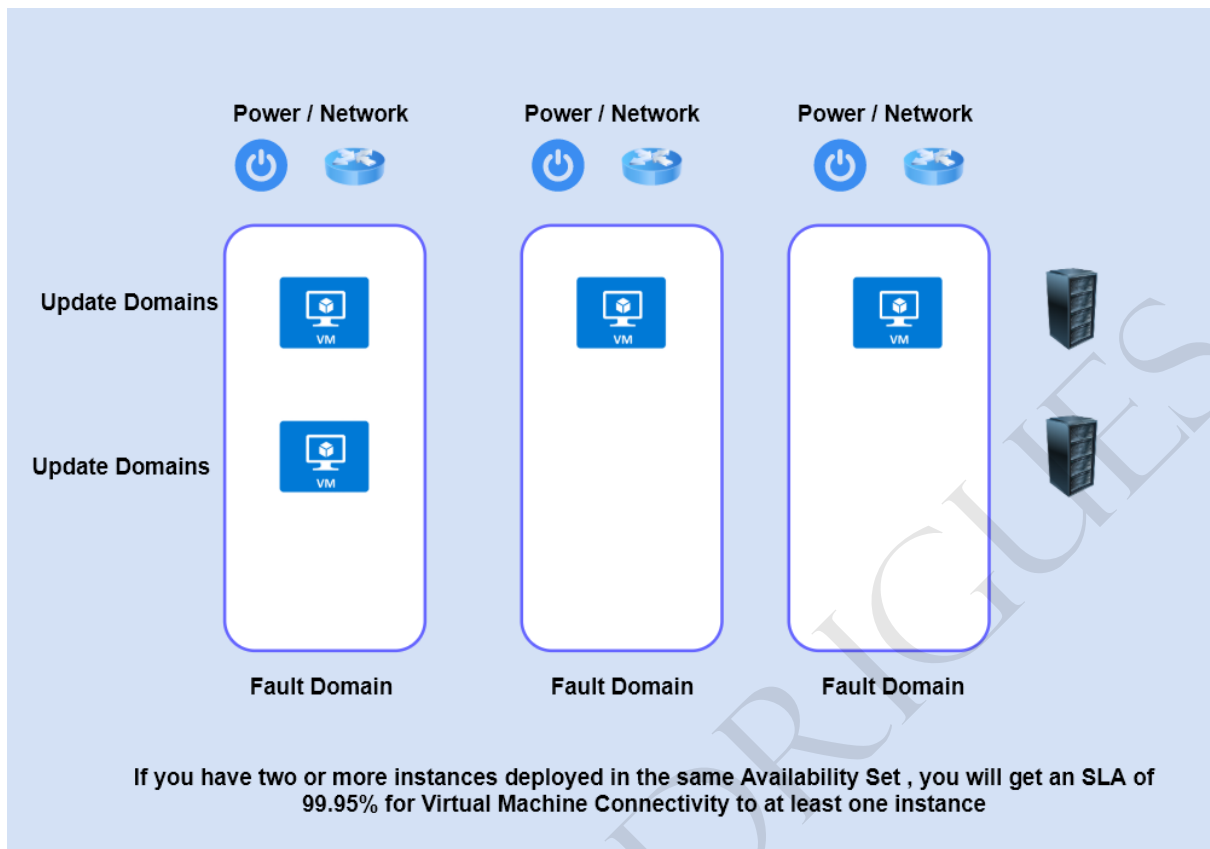 Power / Network
Power / Network
Power / Network
Update Domains
VM
VM
VM
Update Domains
VM
Fault Domain
Fault Domain
Fault Domain
If you have two or more instances deployed in the same Availability Set , you will get an SLA of
99.95% for Virtual Machine Connectivity to at least one instance